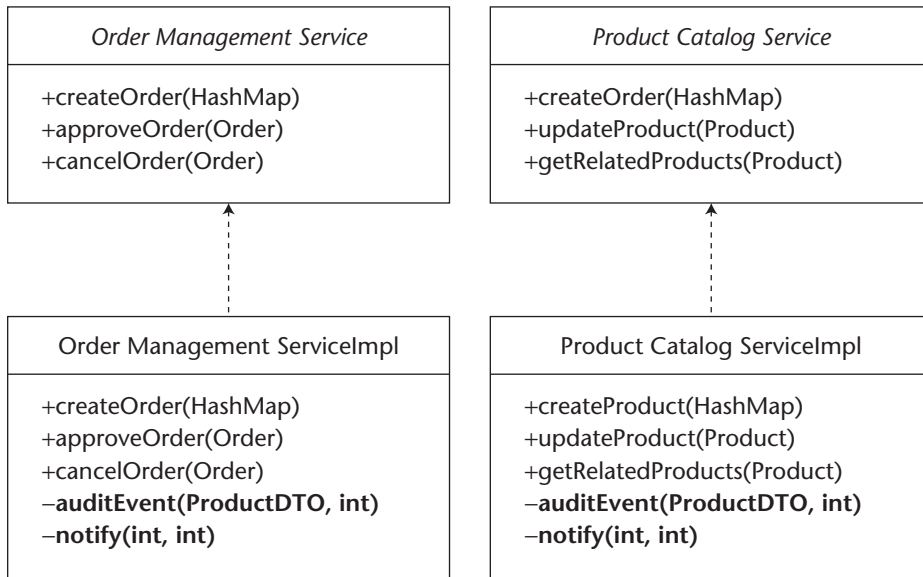 Order Management Service
+createOrder(HashMap)
+approveOrder(Order)
+cancelOrder(Order)
Product Catalog Service
+createOrder(HashMap)
+updateProduct(Product)
+getRelatedProducts(Product)
Order Management ServiceImpl
+createOrder(HashMap)
+approveOrder(Order)
+cancelOrder(Order)
–auditEvent(ProductDTO, int)
–notify(int, int)
Product Catalog ServiceImpl
+createProduct(HashMap)
+updateProduct(Product)
+getRelatedProducts(Product)
–auditEvent(ProductDTO, int)
–notify(int, int)